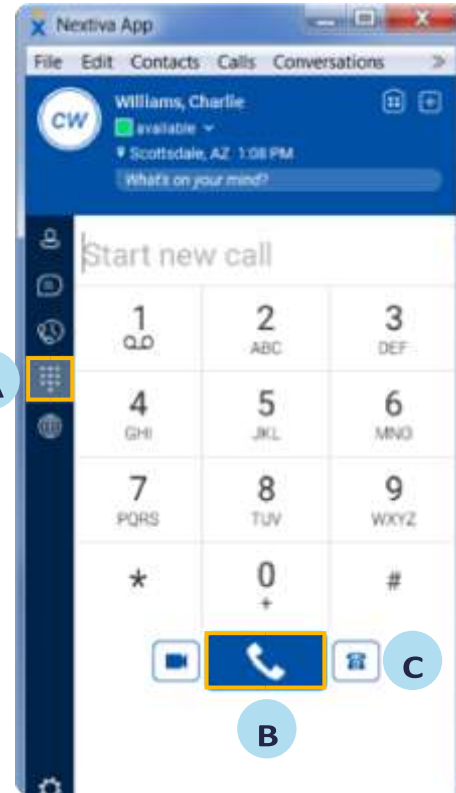 Nextiva App
File Edit Contacts Calls Conversations »
CW
Williams, Charlie
available
Scottsdale, AZ 1:08 PM
What's on your mind?
Start new call
1 2 3
ABC DEF
4 5 6
GHI JKL MNO
7 8 9
PQRS TUV WXYZ
* 0 #
+
C
B